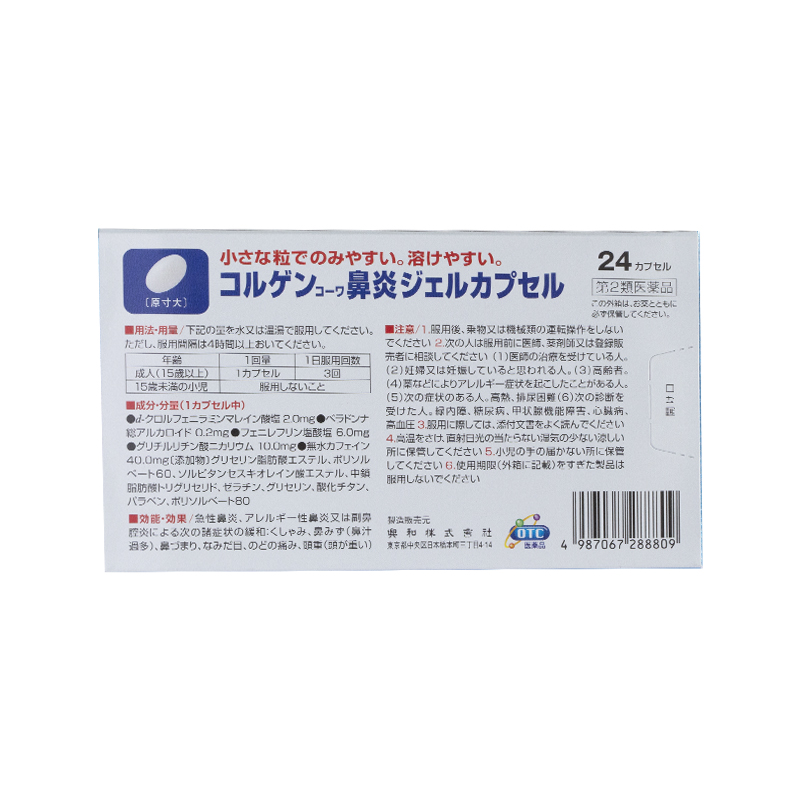 小さな粒でのみやすい。溶けやすい。
コルゲンコーワ鼻炎ジェルカプセル
〔原寸大〕
24カプセル
第2類医薬品
この外箱は、お薬とともに
必ず保管してください。
■用法・用量/下記の量を水又は温湯で服用してください。
ただし、服用間隔は4時間以上おいてください。
年齢 1回量 1日服用回数
成人(15歳以上) 1カプセル 3回
15歳未満の小児 服用しないこと
■成分・分量(1カプセル中)
●d-クロルフェニラミンマレイン酸塩 2.0mg●ベラドンナ
総アルカロイド 0.2mg●フェニレフリン塩酸塩 6.0mg
●グリチルリチン酸二カリウム 10.0mg●無水カフェイン
40.0mg〔添加物〕グリセリン脂肪酸エステル、ポリソル
ベート60、ソルビタンセスキオレイン酸エステル、中鎖
脂肪酸トリグリセリド、ゼラチン、グリセリン、酸化チタン、
パラベン、ポリソルベート80
■効能・効果/急性鼻炎、アレルギー性鼻炎又は副鼻
腔炎による次の諸症状の緩和:くしゃみ、鼻みず(鼻汁
過多)、鼻づまり、なみだ目、のどの痛み、頭重(頭が重い)
■注意/1.服用後、乗物又は機械類の運転操作をしない
でください 2.次の人は服用前に医師、薬剤師又は登録販
売者に相談してください (1)医師の治療を受けている人。
(2)妊婦又は妊娠していると思われる人。(3)高齢者。
(4)薬などによりアレルギー症状を起こしたことがある人。
(5)次の症状のある人。高熱、排尿困難(6)次の診断を
受けた人。緑内障、糖尿病、甲状腺機能障害、心臓病、
高血圧 3.服用に際しては、添付文書をよく読んでください
4.高温をさけ、直射日光の当たらない湿気の少ない涼しい
所に保管してください 5.小児の手の届かない所に保管
してください 6.使用期限(外箱に記載)をすぎた製品は
服用しないでください
製造販売元
興和株式会社
東京都中央区日本橋本町三丁目4-14
OTC
医薬品
4 987067 288809